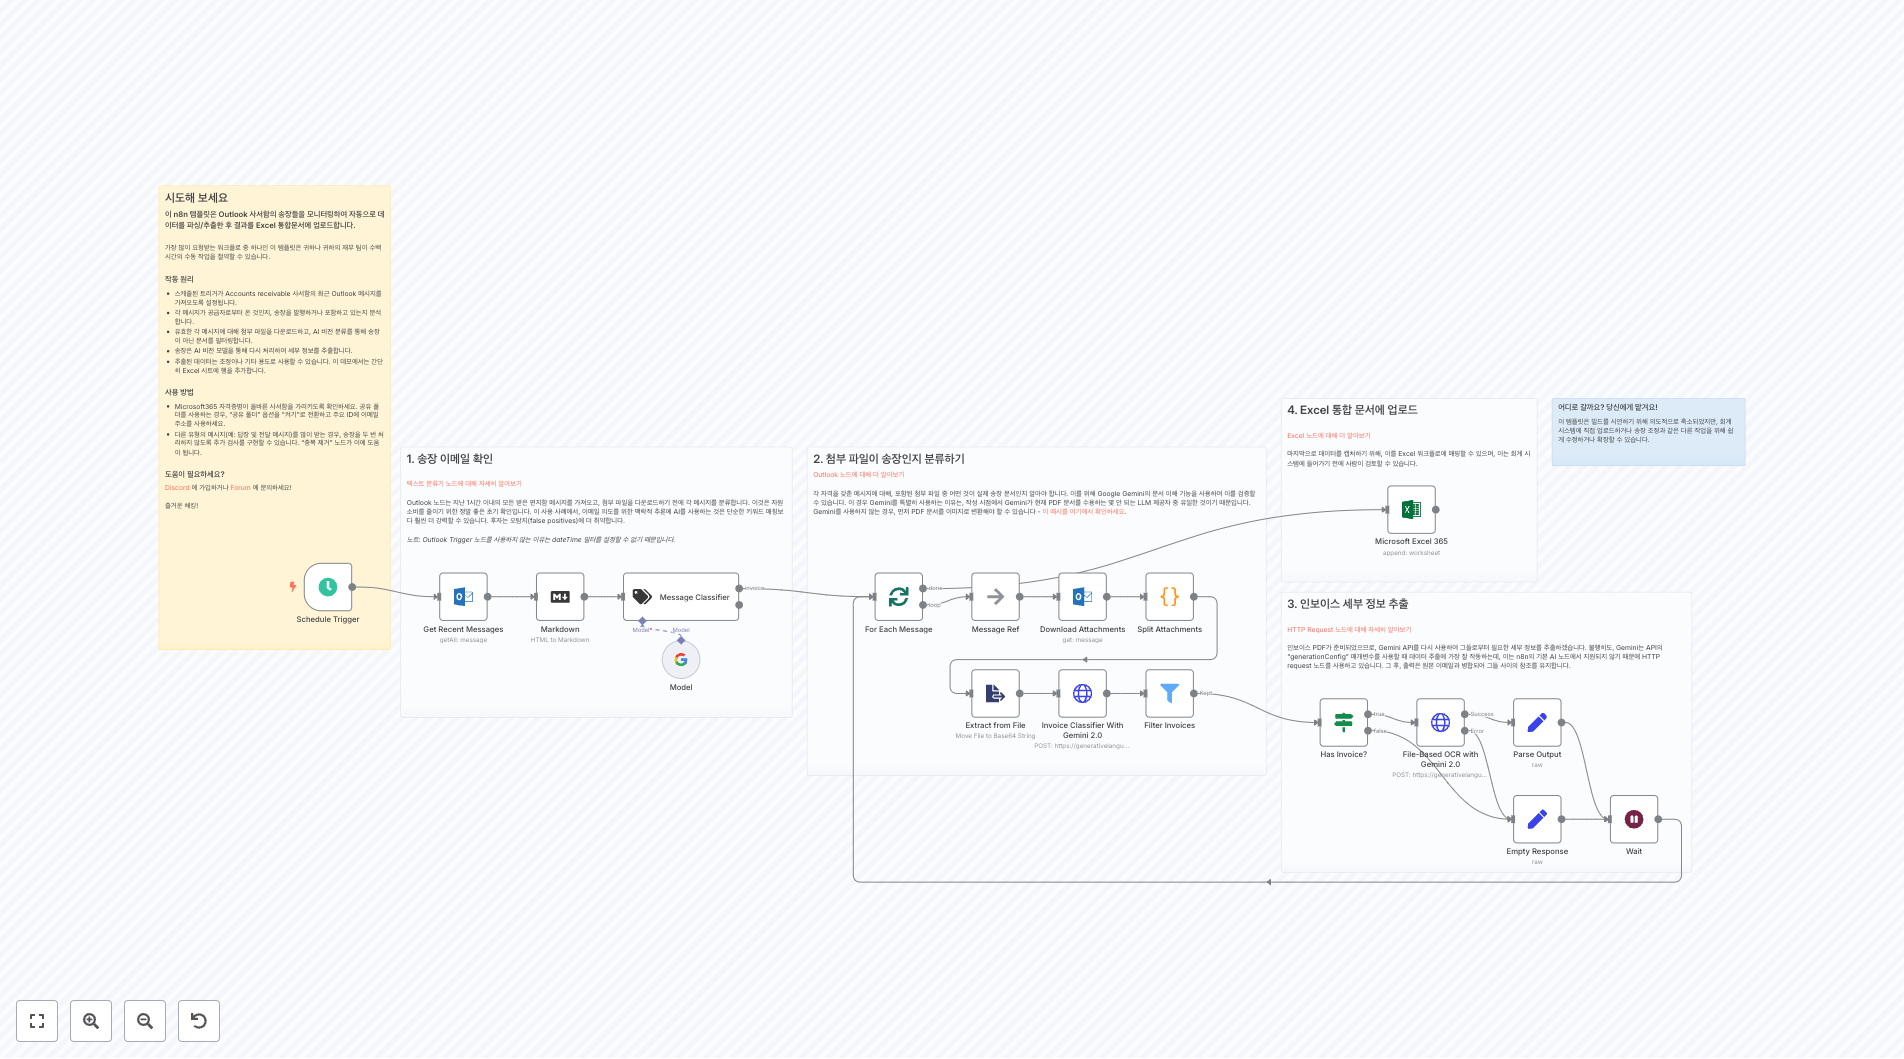 시도해 보세요
이 n8n 템플릿은 Outlook 사서함의 송장들을 모니터링하여 자동으로 데
이터를 파싱/추출한 후 결과를 Excel 통합문서에 업로드합니다.
가장 많이 요청받는 워크플로 중 하나인 이 템플릿은 귀하나 귀하의 재무 팀이 수백
시간의 수동 작업을 절약할 수 있습니다.
작동 원리
스케줄된 트리거가 Accounts receivable 사서함의 최근 Outlook 메시지를
가져오도록 설정됩니다.
각 메시지가 공급자로부터 온 것인지, 송장을 발행하거나 포함하고 있는지 분석
합니다.
유효한 각 메시지에 대해 첨부 파일을 다운로드하고, AI 비전 분류를 통해 송장
이 아닌 문서를 필터링합니다.
송장은 AI 비전 모델을 통해 다시 처리하여 세부 정보를 추출합니다.
추출된 데이터는 조정이나 기타 용도로 사용할 수 있습니다. 이 데모에서는 간단
히 Excel 시트에 행을 추가합니다.
사용 방법
Microsoft365 자격증명이 올바른 사서함을 가리키도록 확인하세요. 공유 폴
더를 사용하는 경우, "공유 폴더" 옵션을 "켜기"로 전환하고 주요 ID에 이메일
주소를 사용하세요.
다른 유형의 메시지(예: 답장 및 전달 메시지)를 많이 받는 경우, 송장을 두 번 처
리하지 않도록 추가 검사를 구현할 수 있습니다. "중복 제거" 노드가 이에 도움
이 됩니다.
도움이 필요하세요?
Discord 에 가입하거나 Forum 에 문의하세요!
즐거운 해킹!
Schedule Trigger
1. 송장 이메일 확인
텍스트 분류기 노드에 대해 자세히 알아보기
Outlook 노드는 지난 1시간 이내의 모든 받은 편지함 메시지를 가져오고, 첨부 파일을 다운로드하기 전에 각 메시지를 분류합니다. 이것은 자원
소비를 줄이기 위한 정말 좋은 초기 확인입니다. 이 사용 사례에서, 이메일 의도를 위한 맥락적 추론에 AI를 사용하는 것은 단순한 키워드 매칭보
다 훨씬 더 강력할 수 있습니다. 후자는 오탐지(false positives)에 더 취약합니다.
노트: Outlook Trigger 노드를 사용하지 않는 이유는 dateTime 필터를 설정할 수 없기 때문입니다.
Get Recent Messages
getAll: message
Markdown
HTML to Markdown
Message Classifier
invoice
Model*
Model
Model
2. 첨부 파일이 송장인지 분류하기
Outlook 노드에 대해 더 알아보기
각 자격을 갖춘 메시지에 대해, 포함된 첨부 파일 중 어떤 것이 실제 송장 문서인지 알아야 합니다. 이를 위해 Google Gemini의 문서 이해 기능을 사용하여 이를 검증할
수 있습니다. 이 경우 Gemini를 특별히 사용하는 이유는, 작성 시점에서 Gemini가 현재 PDF 문서를 수용하는 몇 안 되는 LLM 제공자 중 유일한 것이기 때문입니다.
Gemini를 사용하지 않는 경우, 먼저 PDF 문서를 이미지로 변환해야 할 수 있습니다 - 이 예시를 여기에서 확인하세요.
For Each Message
done
loop
Message Ref
Download Attachments
get: message
Split Attachments
Extract from File
Move File to Base64 String
Invoice Classifier With
Gemini 2.0
POST: https://generativelangu...
Filter Invoices
Kept
4. Excel 통합 문서에 업로드
Excel 노드에 대해 더 알아보기
마지막으로 데이터를 캡처하기 위해, 이를 Excel 워크플로에 매핑할 수 있으며, 이는 회계 시
스템에 들어가기 전에 사람이 검토할 수 있습니다.
Microsoft Excel 365
append: worksheet
어디로 갈까요? 당신에게 맡겨요!
이 템플릿은 빌드를 시연하기 위해 의도적으로 축소되었지만, 회계
시스템에 직접 업로드하거나 송장 조정과 같은 다른 작업을 위해 쉽
게 수정하거나 확장할 수 있습니다.
3. 인보이스 세부 정보 추출
HTTP Request 노드에 대해 자세히 알아보기
인보이스 PDF가 준비되었으므로, Gemini API를 다시 사용하여 그들로부터 필요한 세부 정보를 추출하겠습니다. 불행히도, Gemini는 API의
"generationConfig" 매개변수를 사용할 때 데이터 추출에 가장 잘 작동하는데, 이는 n8n의 기본 AI 노드에서 지원되지 않기 때문에 HTTP
request 노드를 사용하고 있습니다. 그 후, 출력은 원본 이메일과 병합되어 그들 사이의 참조를 유지합니다.
Has Invoice?
true
false
File-Based OCR with
Gemini 2.0
POST: https://generativelangu...
Success
Error
Parse Output
raw
Empty Response
raw
Wait